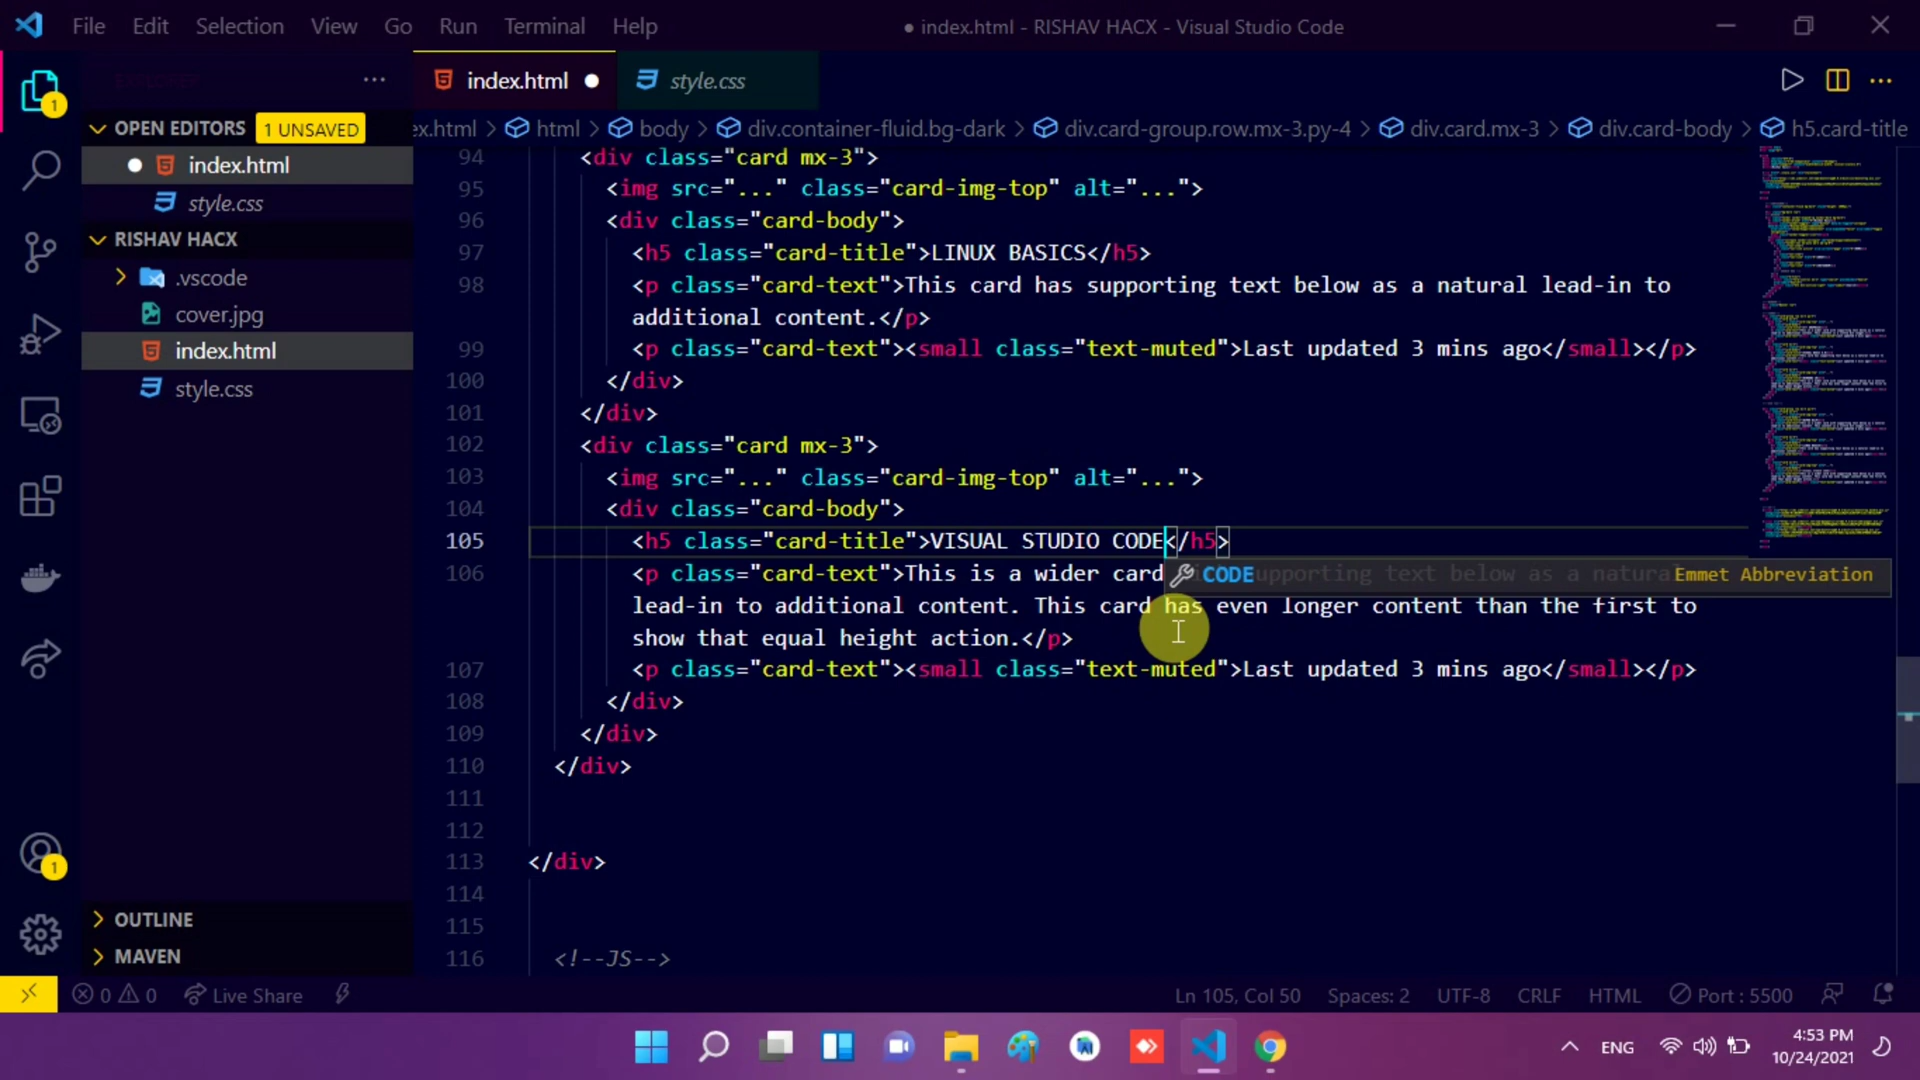 File Edit Selection View Go Run Terminal Help
● index.html - RISHAV HACX - Visual Studio Code
EXPLORER
index.html
style.css
OPEN EDITORS 1 UNSAVED
index.html
style.css
RISHAV HACX
.vscode
cover.jpg
index.html
style.css
OUTLINE
MAVEN
1
1
ex.html > html > body > div.container-fluid.bg-dark > div.card-group.row.mx-3.py-4 > div.card.mx-3 > div.card-body > h5.card-title
94 <div class="card mx-3">
95 <img src="..." class="card-img-top" alt="...">
96 <div class="card-body">
97 <h5 class="card-title">LINUX BASICS</h5>
98 <p class="card-text">This card has supporting text below as a natural lead-in to
additional content.</p>
99 <p class="card-text"><small class="text-muted">Last updated 3 mins ago</small></p>
100 </div>
101 </div>
102 <div class="card mx-3">
103 <img src="..." class="card-img-top" alt="...">
104 <div class="card-body">
105 <h5 class="card-title">VISUAL STUDIO CODE</h5>
106 <p class="card-text">This is a wider card with supporting text below as a natural
CODE Emmet Abbreviation
lead-in to additional content. This card has even longer content than the first to
show that equal height action.</p>
107 <p class="card-text"><small class="text-muted">Last updated 3 mins ago</small></p>
108 </div>
109 </div>
110 </div>
111
112
113 </div>
114
115
116 <!--JS-->
0 0 Live Share
Ln 105, Col 50 Spaces: 2 UTF-8 CRLF HTML Port : 5500
ENG
4:53 PM
10/24/2021